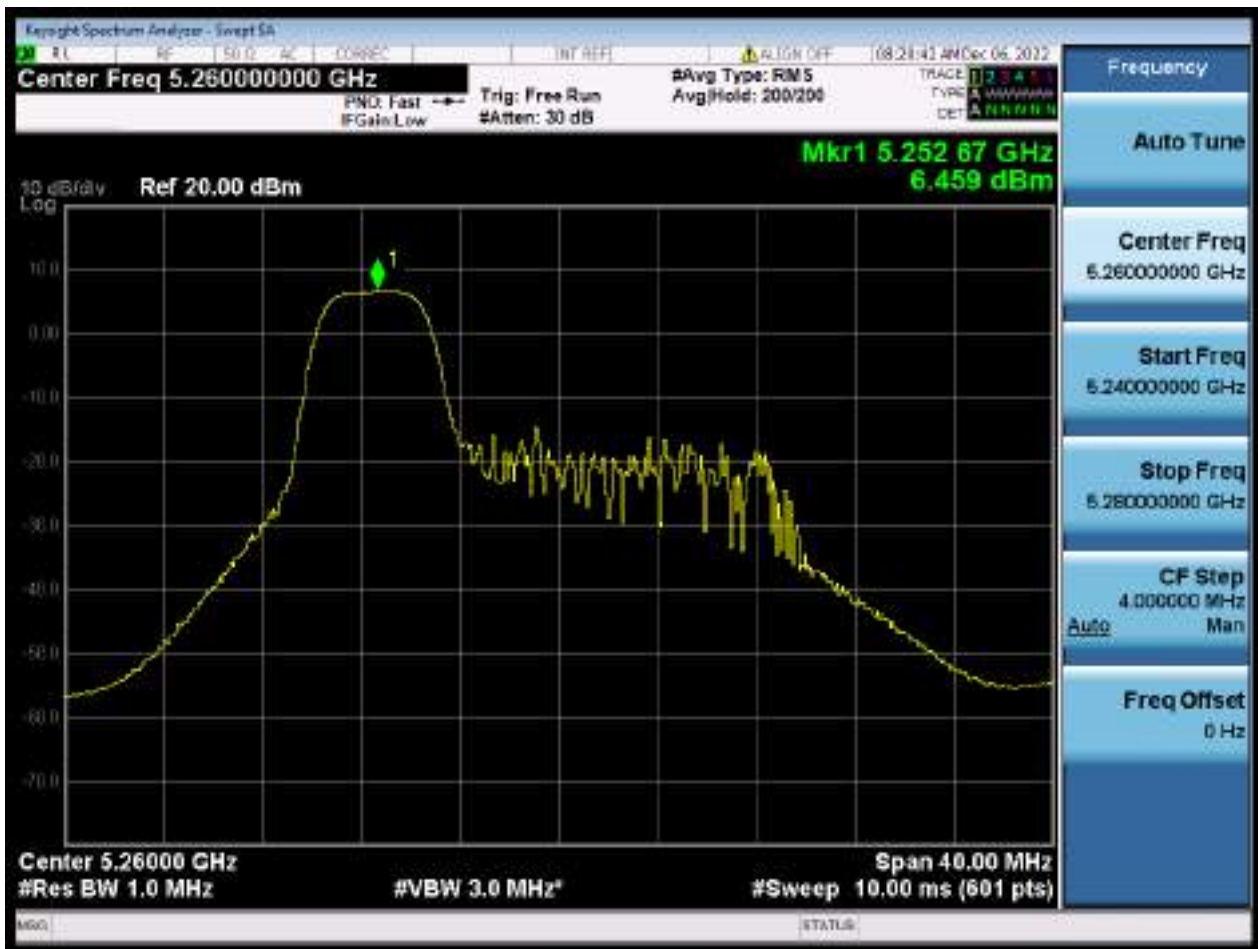 Keysight Spectrum Analyzer - Swept SA
RL RF 50 Ω AC CORREC INT REF ALIGN OFF 08:20:42 AM Dec 06, 2022
Center Freq 5.260000000 GHz
PNO: Fast
IFGain:Low
Trig: Free Run
#Atten: 30 dB
#Avg Type: RMS
Avg|Hold: 200/200
TRACE 1 2 3 4 5 6
TYPE A
DET A N N N N N
Mkr1 5.252 67 GHz
6.459 dBm
10 dB/div Ref 20.00 dBm
Log
1
10.0
0.00
-10.0
-20.0
-30.0
-40.0
-50.0
-60.0
-70.0
Center 5.26000 GHz Span 40.00 MHz
#Res BW 1.0 MHz #VBW 3.0 MHz* #Sweep 10.00 ms (601 pts)
MSG STATUS
Frequency
Auto Tune
Center Freq
5.260000000 GHz
Start Freq
5.240000000 GHz
Stop Freq
5.280000000 GHz
CF Step
4.000000 MHz
Auto Man
Freq Offset
0 Hz